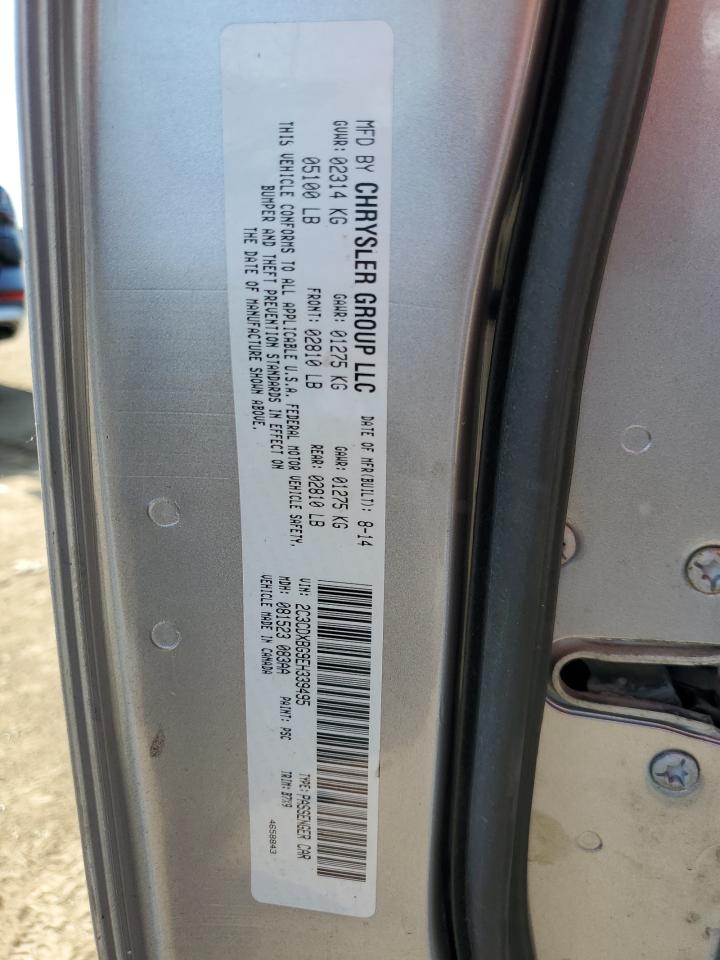 MFD BY CHRYSLER GROUP LLC DATE OF MFR(BUILT): 8-14
GVWR: 02314 KG GAWR: 01275 KG GAWR: 01275 KG
05100 LB FRONT: 02810 LB REAR: 02810 LB
THIS VEHICLE CONFORMS TO ALL APPLICABLE U.S.A. FEDERAL MOTOR VEHICLE SAFETY,
BUMPER AND THEFT PREVENTION STANDARDS IN EFFECT ON
THE DATE OF MANUFACTURE SHOWN ABOVE.
VIN: 2C3CDXBG9EH339495 TYPE: PASSENGER CAR
MDH: 081523 083AA PAINT: PSC TRIM: B7X9
VEHICLE MADE IN CANADA 4658843